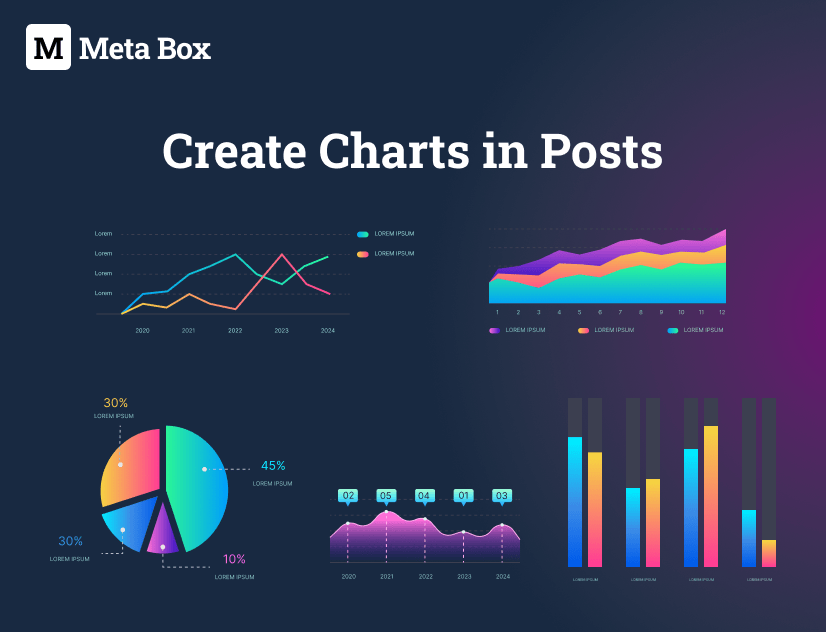 M Meta Box
Create Charts in Posts
Lorem
Lorem
Lorem
Lorem
LOREM IPSUM
LOREM IPSUM
2020 2021 2022 2023 2024
1 2 3 4 5 6 7 8 9 10 11 12
LOREM IPSUM LOREM IPSUM LOREM IPSUM
30%
LOREM IPSUM
45%
LOREM IPSUM
30%
LOREM IPSUM
10%
LOREM IPSUM
02 05 04 01 03
2020 2021 2022 2023 2024
LOREM IPSUM LOREM IPSUM LOREM IPSUM LOREM IPSUM